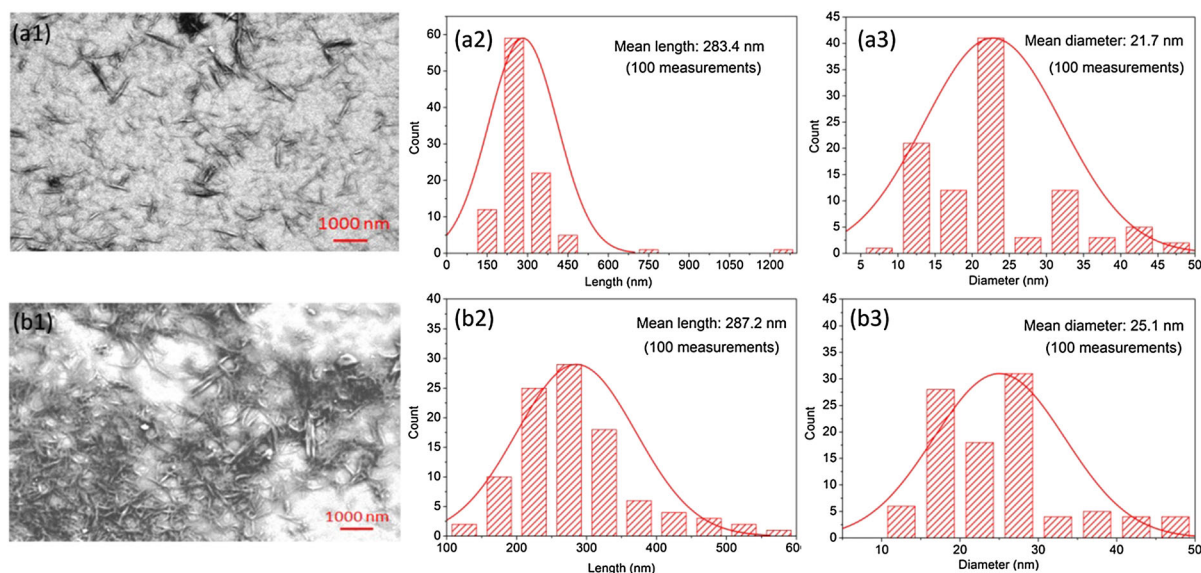 (a1)
1000 nm
(a2)
Mean length: 283.4 nm
(100 measurements)
Count
60
50
40
30
20
10
0
0 150 300 450 600 750 900 1050 1200
Length (nm)
(a3)
Mean diameter: 21.7 nm
(100 measurements)
Count
45
40
35
30
25
20
15
10
5
0
5 10 15 20 25 30 35 40 45 50
Diameter (nm)
(b1)
1000 nm
(b2)
Mean length: 287.2 nm
(100 measurements)
Count
40
35
30
25
20
15
10
5
0
100 200 300 400 500 600
Length (nm)
(b3)
Mean diameter: 25.1 nm
(100 measurements)
Count
45
40
35
30
25
20
15
10
5
0
10 20 30 40 50
Diameter (nm)